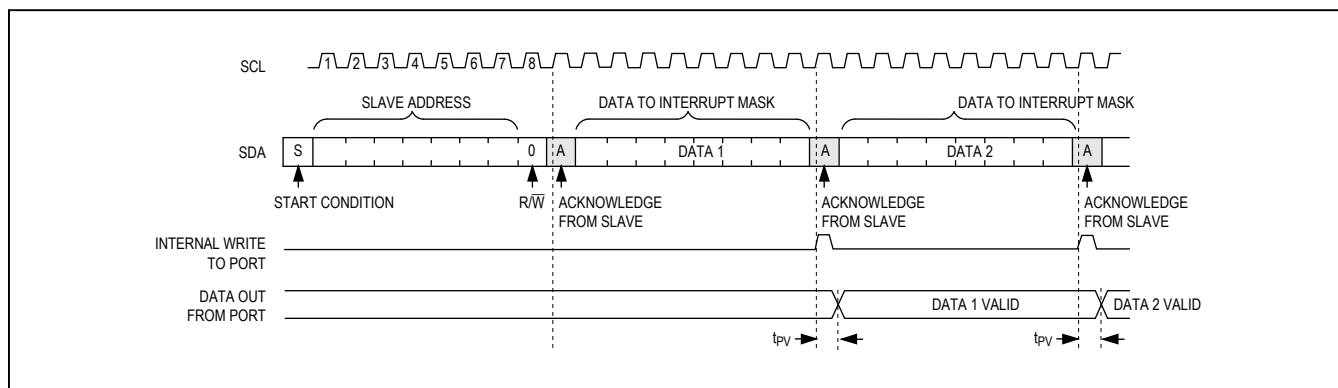 SCL 1 2 3 4 5 6 7 8
SLAVE ADDRESS DATA TO INTERRUPT MASK DATA TO INTERRUPT MASK
SDA S 0 A DATA 1 A DATA 2 A
START CONDITION R/W̅ ACKNOWLEDGE FROM SLAVE ACKNOWLEDGE FROM SLAVE ACKNOWLEDGE FROM SLAVE
INTERNAL WRITE
TO PORT
DATA OUT
FROM PORT
DATA 1 VALID DATA 2 VALID
tPV tPV